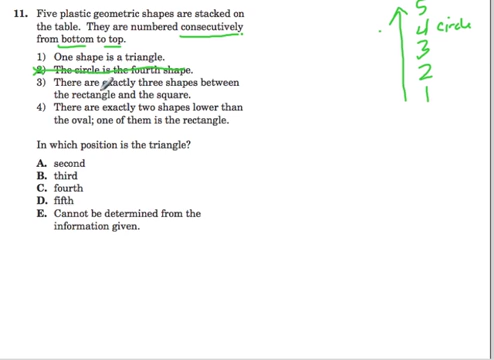 11. Five plastic geometric shapes are stacked on
the table. They are numbered consecutively
from bottom to top.
1) One shape is a triangle.
2) The circle is the fourth shape.
3) There are exactly three shapes between
the rectangle and the square.
4) There are exactly two shapes lower than
the oval; one of them is the rectangle.
In which position is the triangle?
A. second
B. third
C. fourth
D. fifth
E. Cannot be determined from the
information given.
5
4 circle
3
2
1